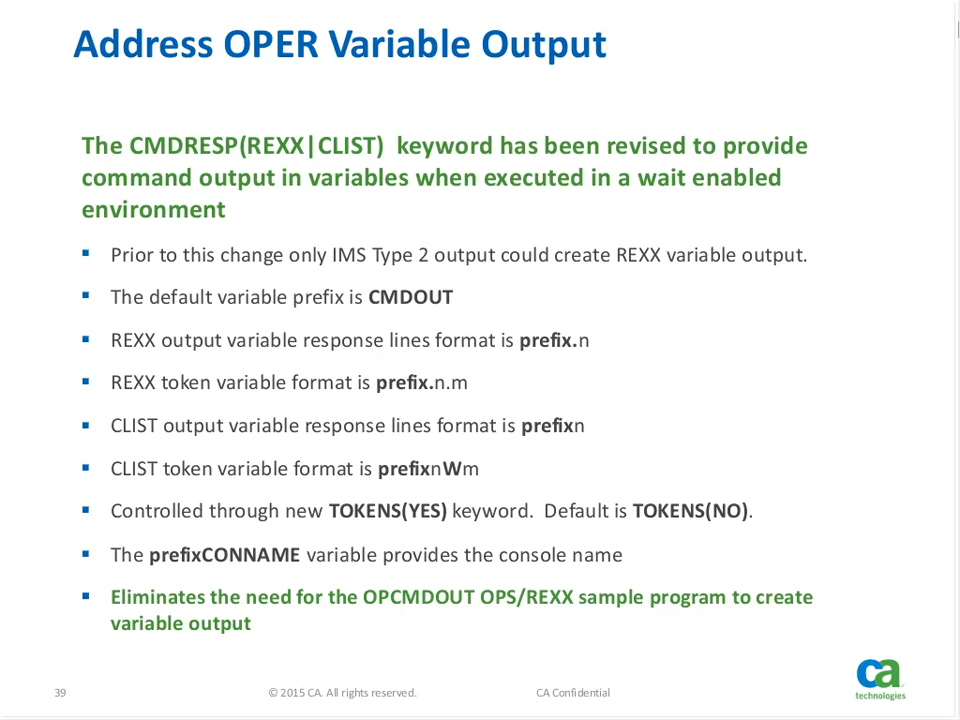 Address OPER Variable Output
The CMDRESP(REXX|CLIST)  keyword has been revised to provide
command output in variables when executed in a wait enabled
environment
▪ Prior to this change only IMS Type 2 output could create REXX variable output.
▪ The default variable prefix is CMDOUT
▪ REXX output variable response lines format is prefix.n
▪ REXX token variable format is prefix.n.m
▪ CLIST output variable response lines format is prefixn
▪ CLIST token variable format is prefixnWm
▪ Controlled through new TOKENS(YES) keyword.  Default is TOKENS(NO).
▪ The prefixCONNAME variable provides the console name
▪ Eliminates the need for the OPCMDOUT OPS/REXX sample program to create
variable output
39 © 2015 CA. All rights reserved. CA Confidential
ca
technologies